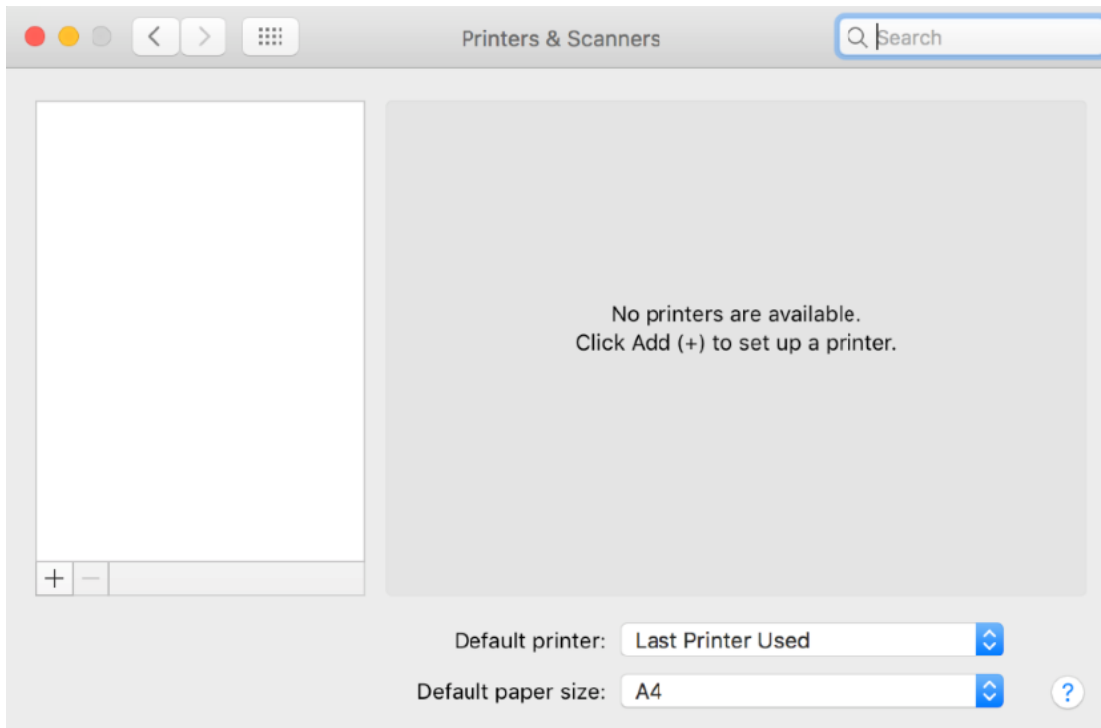 Printers & Scanners
Search
No printers are available.
Click Add (+) to set up a printer.
+ −
Default printer: Last Printer Used
Default paper size: A4
?